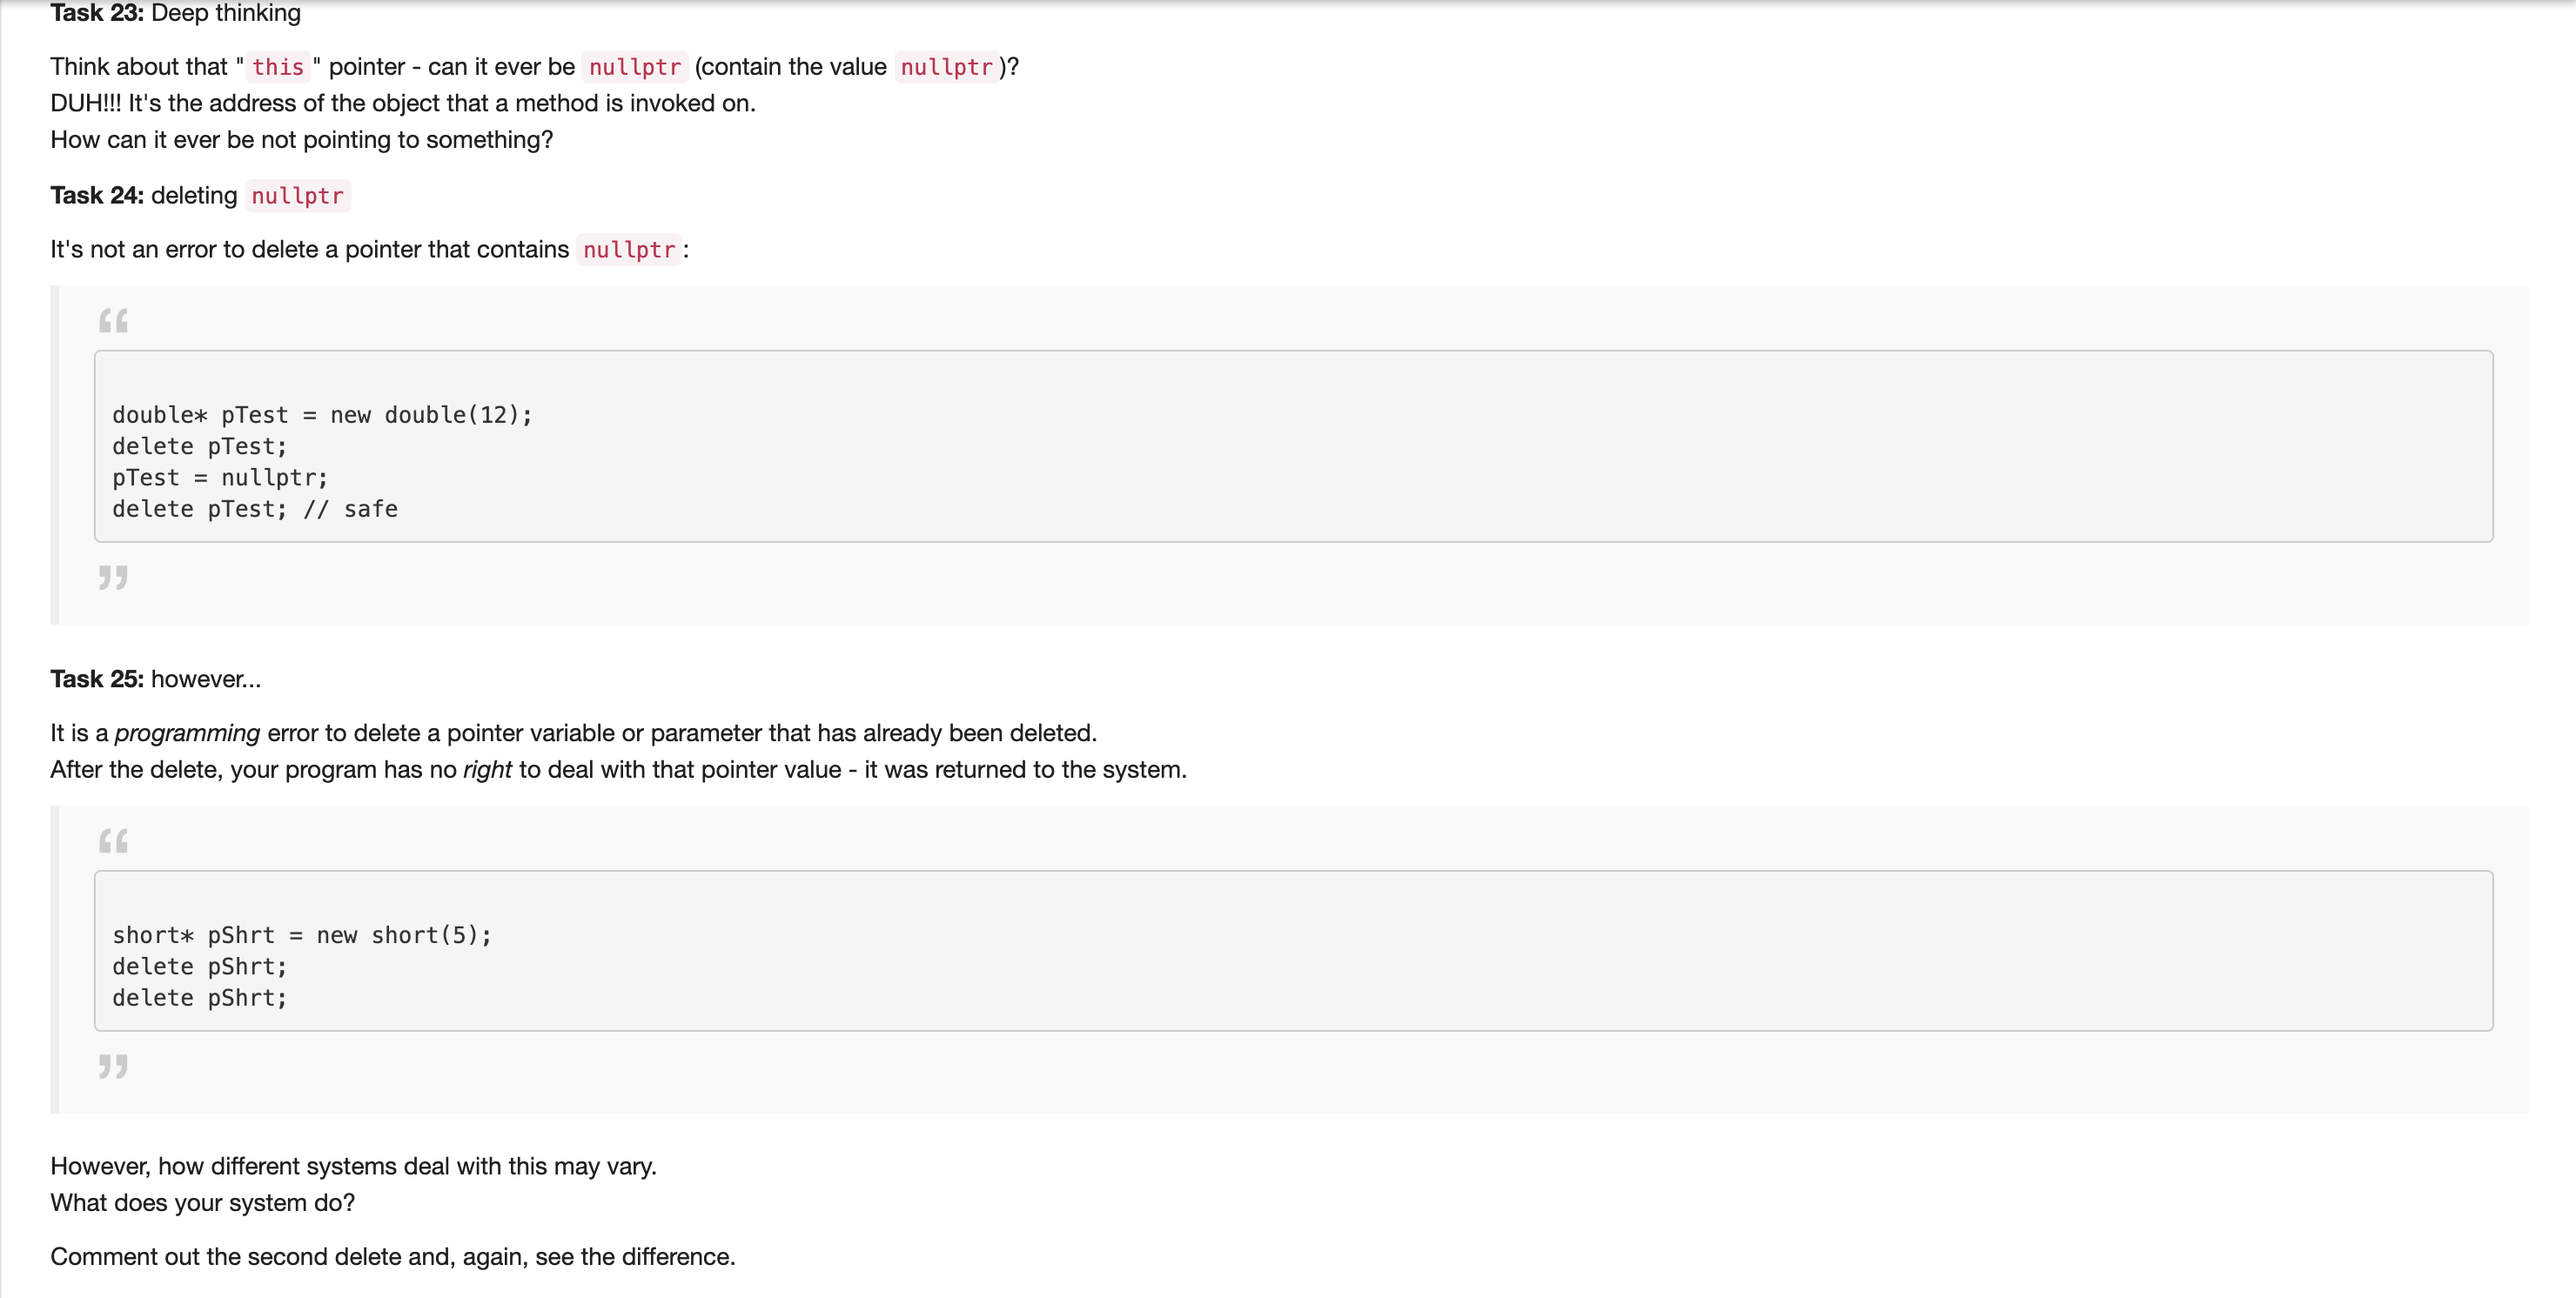 Task 23: Deep thinking
Think about that "this" pointer - can it ever be nullptr (contain the value nullptr)?
DUH!!! It's the address of the object that a method is invoked on.
How can it ever be not pointing to something?
Task 24: deleting nullptr
It's not an error to delete a pointer that contains nullptr:
“
double* pTest = new double(12);
delete pTest;
pTest = nullptr;
delete pTest; // safe
”
Task 25: however...
It is a programming error to delete a pointer variable or parameter that has already been deleted.
After the delete, your program has no right to deal with that pointer value - it was returned to the system.
“
short* pShrt = new short(5);
delete pShrt;
delete pShrt;
”
However, how different systems deal with this may vary.
What does your system do?
Comment out the second delete and, again, see the difference.